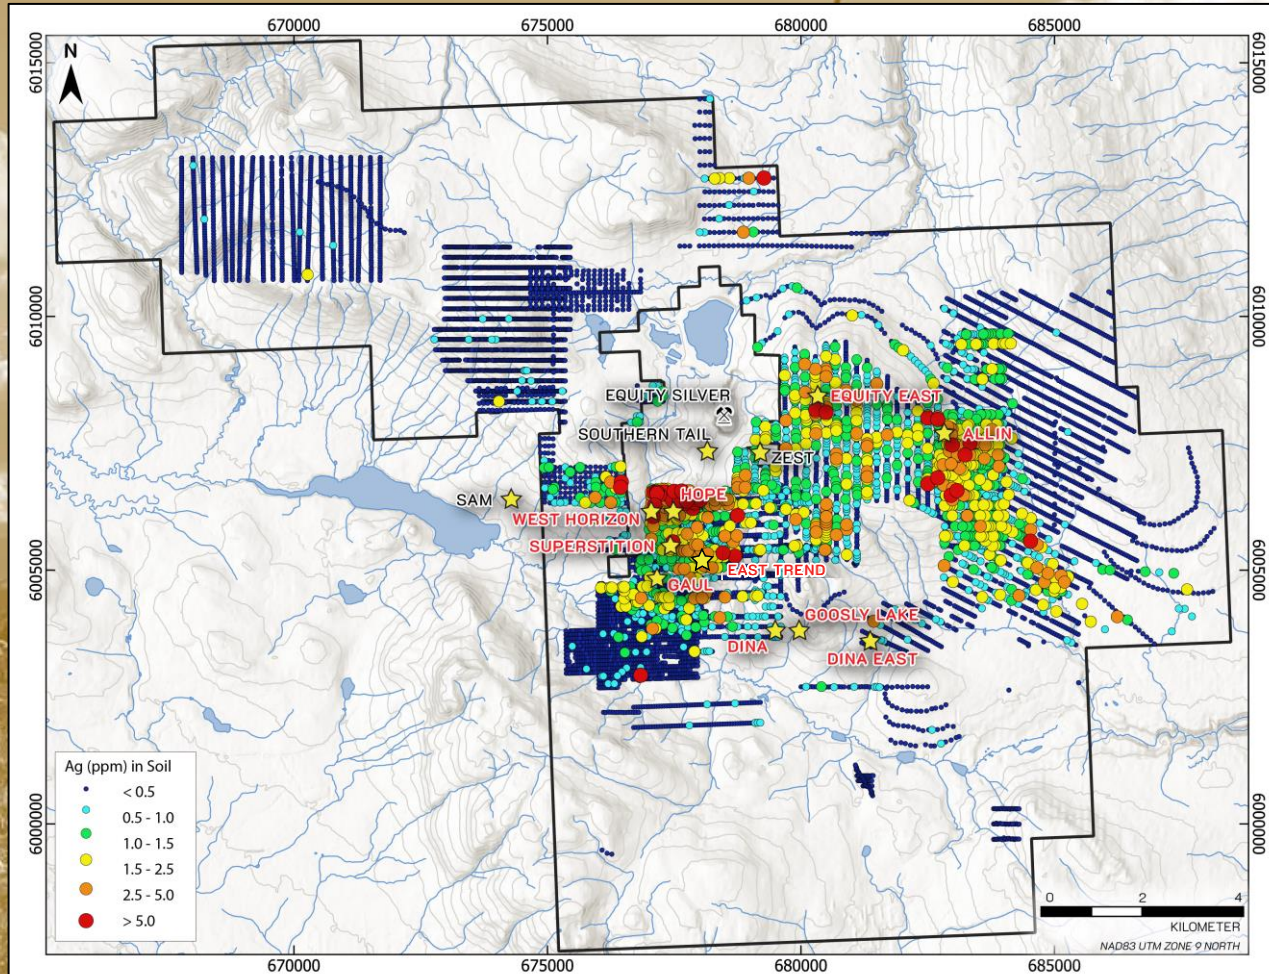 670000
675000
680000
685000
6015000
6015000
N
6010000
6010000
EQUITY SILVER
EQUITY EAST
SOUTHERN TAIL
ALLIN
ZEST
SAM
HOPE
WEST HORIZON
SUPERSTITION
EAST TREND
6005000
6005000
GAUL
GOOSLY LAKE
DINA
DINA EAST
Ag (ppm) in Soil
< 0.5
0.5 - 1.0
1.0 - 1.5
1.5 - 2.5
2.5 - 5.0
> 5.0
6000000
6000000
0 2 4
KILOMETER
NAD83 UTM ZONE 9 NORTH
670000
675000
680000
685000